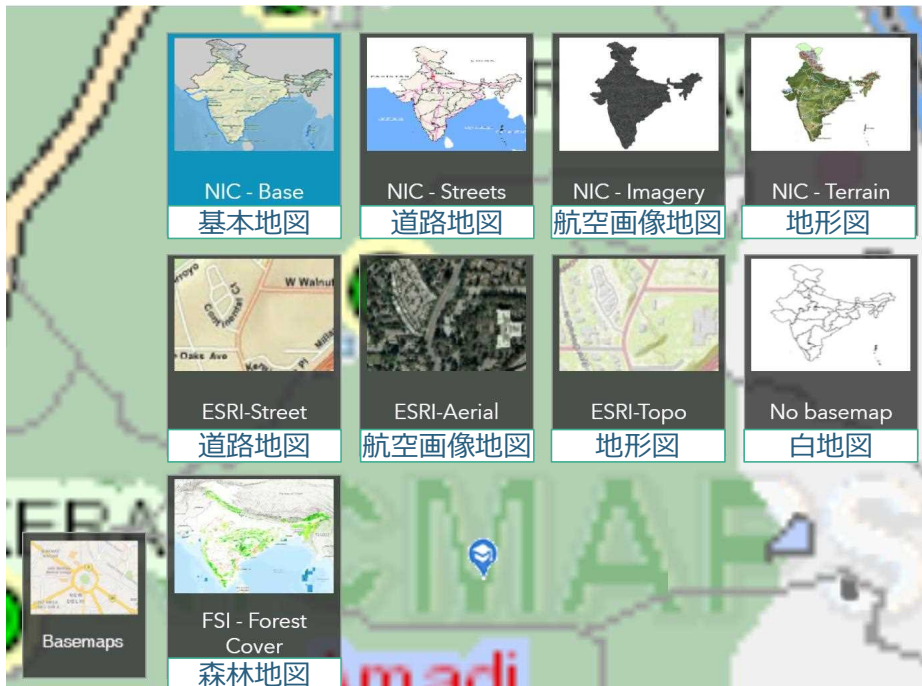 NIC - Base
基本地図
NIC - Streets
道路地図
NIC - Imagery
航空画像地図
NIC - Terrain
地形図
W Walnut
Oaks Ave
ESRI-Street
道路地図
ESRI-Aerial
航空画像地図
ESRI-Topo
地形図
No basemap
白地図
Basemaps
FSI - Forest
Cover
森林地図